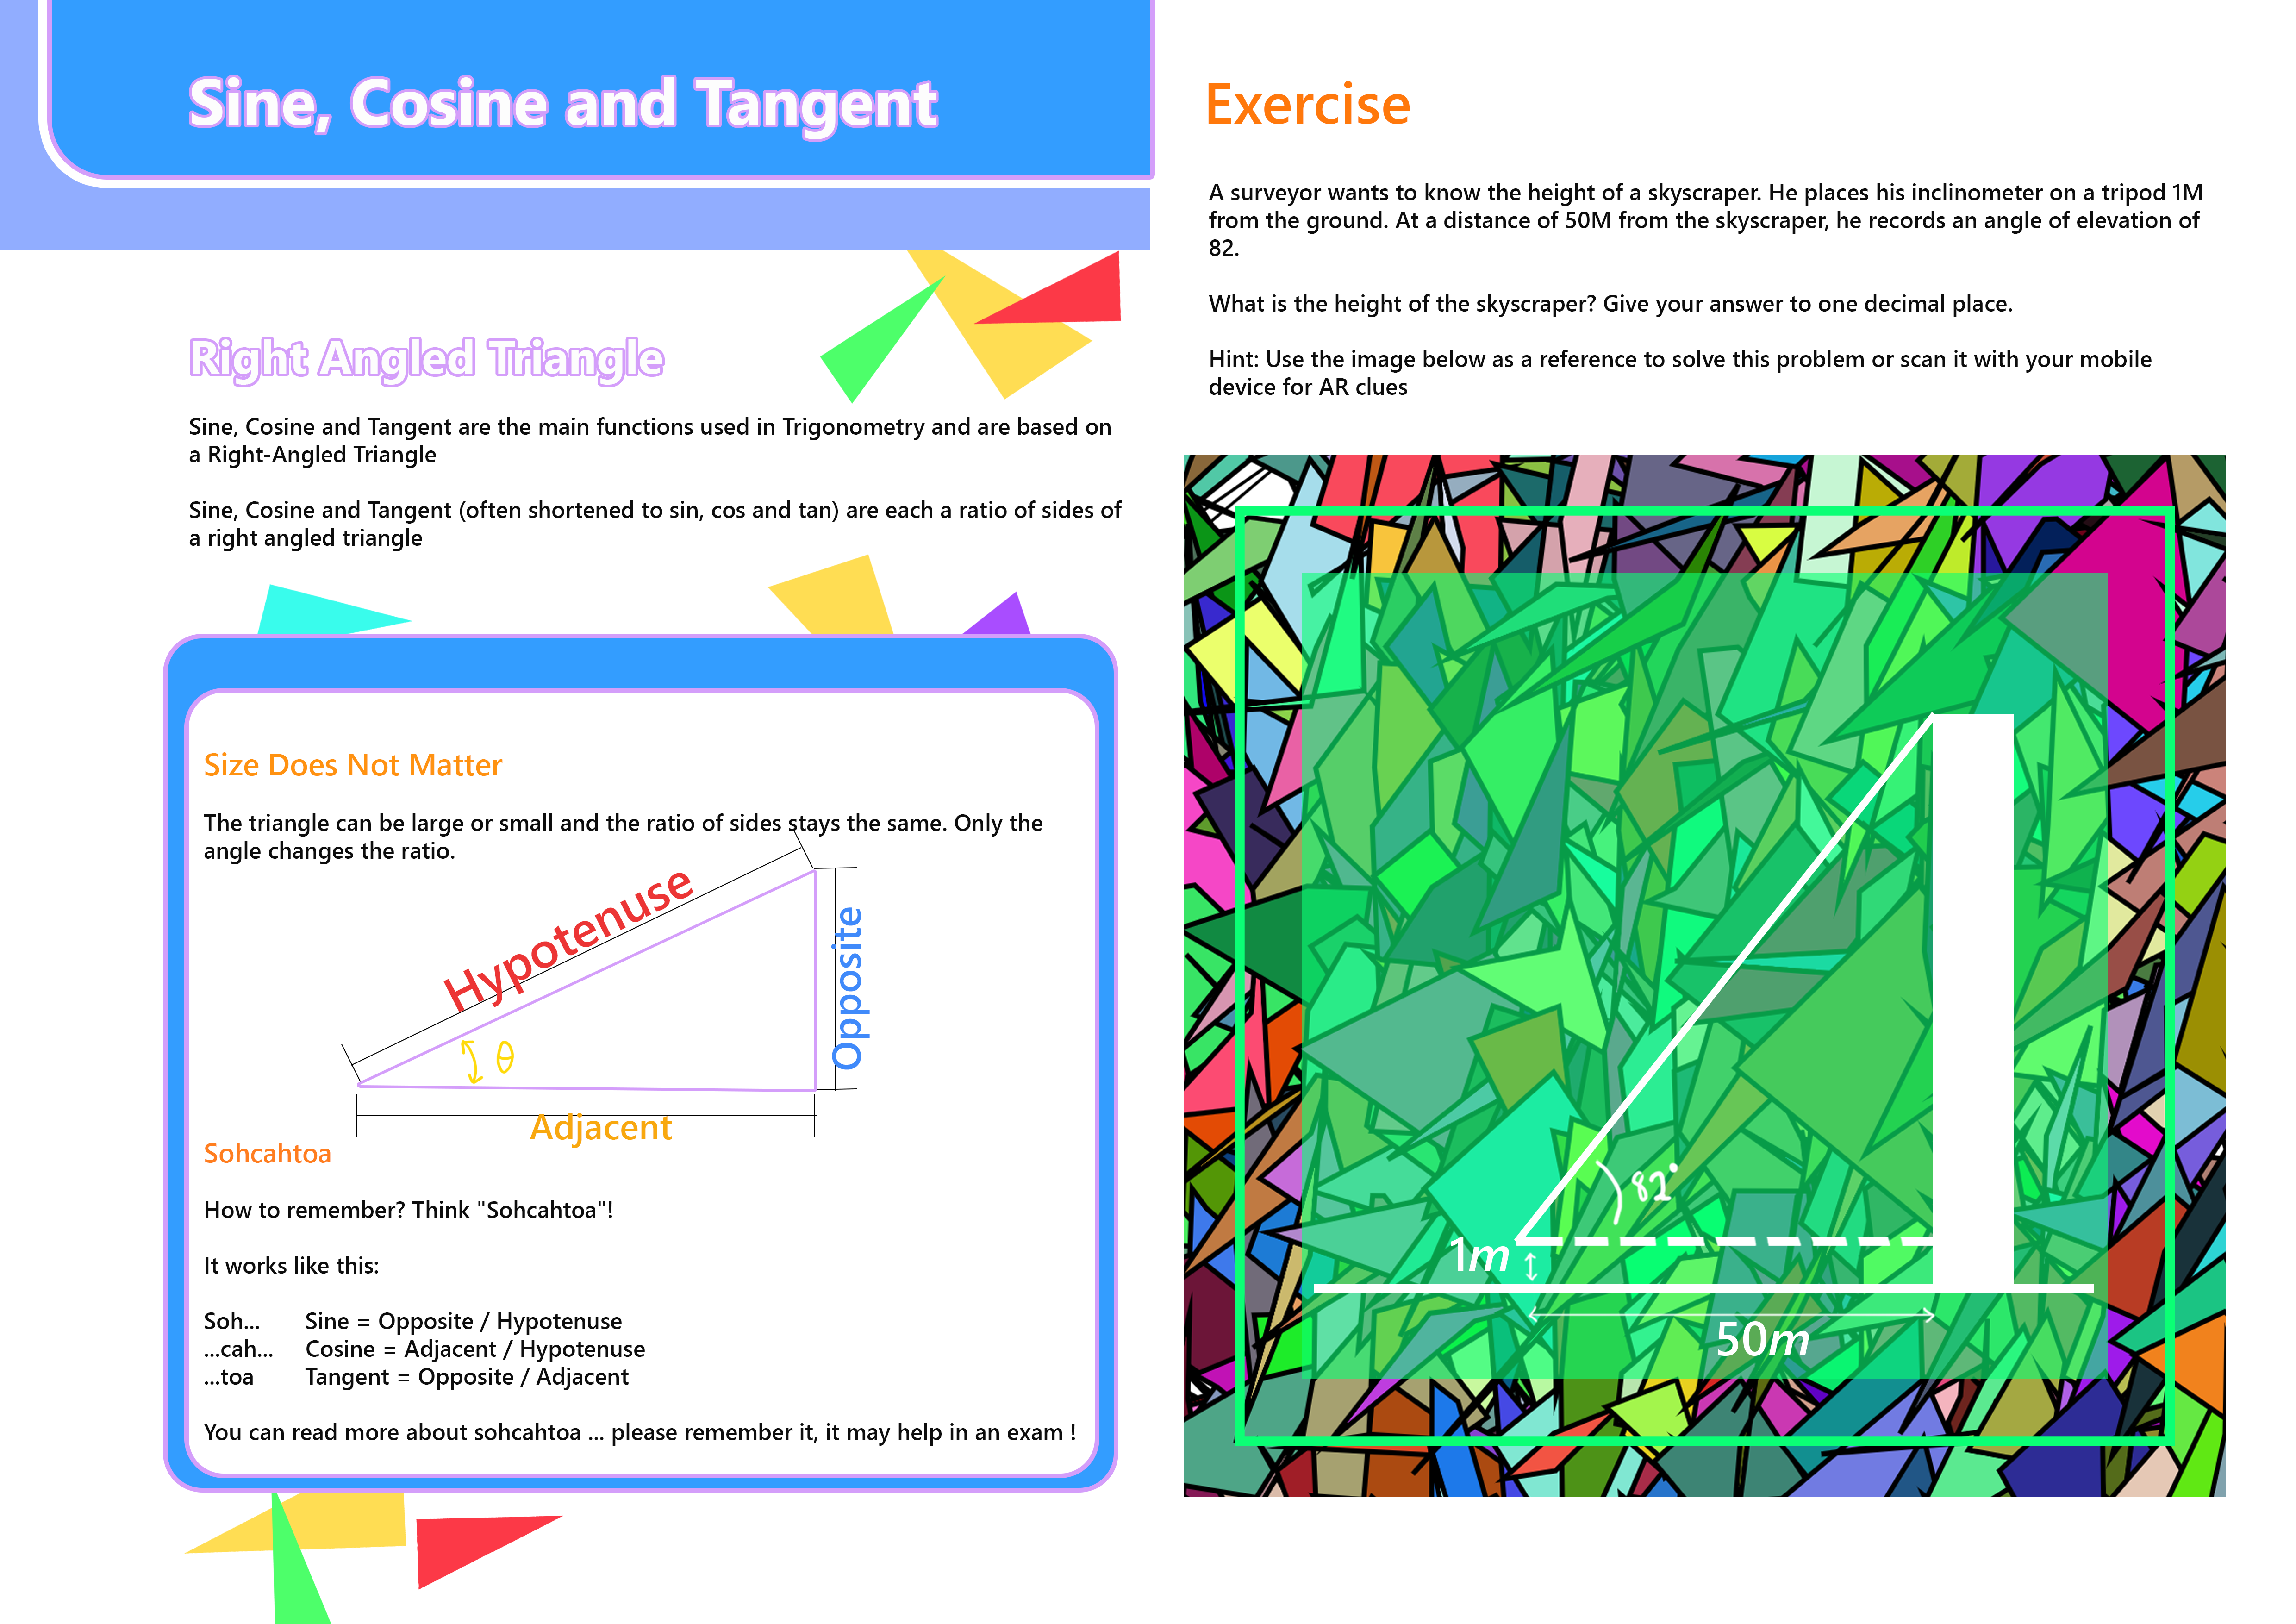 Sine, Cosine and Tangent
Right Angled Triangle
Sine, Cosine and Tangent are the main functions used in Trigonometry and are based on
a Right-Angled Triangle
Sine, Cosine and Tangent (often shortened to sin, cos and tan) are each a ratio of sides of
a right angled triangle
Size Does Not Matter
The triangle can be large or small and the ratio of sides stays the same. Only the
angle changes the ratio.
Hypotenuse
Opposite
θ
Adjacent
Sohcahtoa
How to remember? Think "Sohcahtoa"!
It works like this:
Soh... Sine = Opposite / Hypotenuse
...cah... Cosine = Adjacent / Hypotenuse
...toa Tangent = Opposite / Adjacent
You can read more about sohcahtoa ... please remember it, it may help in an exam !
Exercise
A surveyor wants to know the height of a skyscraper. He places his inclinometer on a tripod 1M
from the ground. At a distance of 50M from the skyscraper, he records an angle of elevation of
82.
What is the height of the skyscraper? Give your answer to one decimal place.
Hint: Use the image below as a reference to solve this problem or scan it with your mobile
device for AR clues
82°
1m
50m